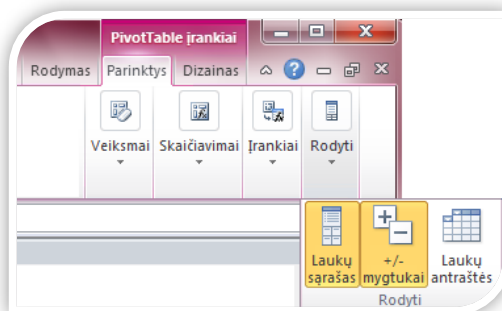 PivotTable įrankiai
Rodymas Parinktys Dizainas
Veiksmai Skaičiavimai Įrankiai Rodyti
Laukų sąrašas
+/- mygtukai
Laukų antraštės
Rodyti